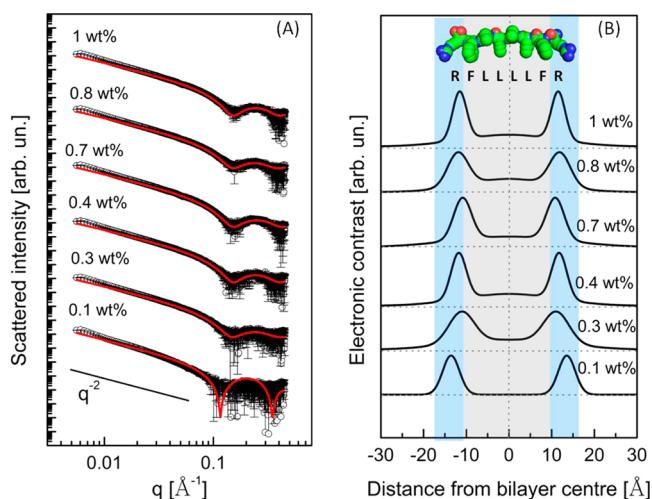 (A)
1 wt%
0.8 wt%
0.7 wt%
0.4 wt%
0.3 wt%
0.1 wt%
q⁻²
0.01
0.1
q [Å⁻¹]
Scattered intensity [arb. un.]
(B)
R F L L L L F R
1 wt%
0.8 wt%
0.7 wt%
0.4 wt%
0.3 wt%
0.1 wt%
-30 -20 -10 0 10 20 30
Distance from bilayer centre [Å]
Electronic contrast [arb. un.]